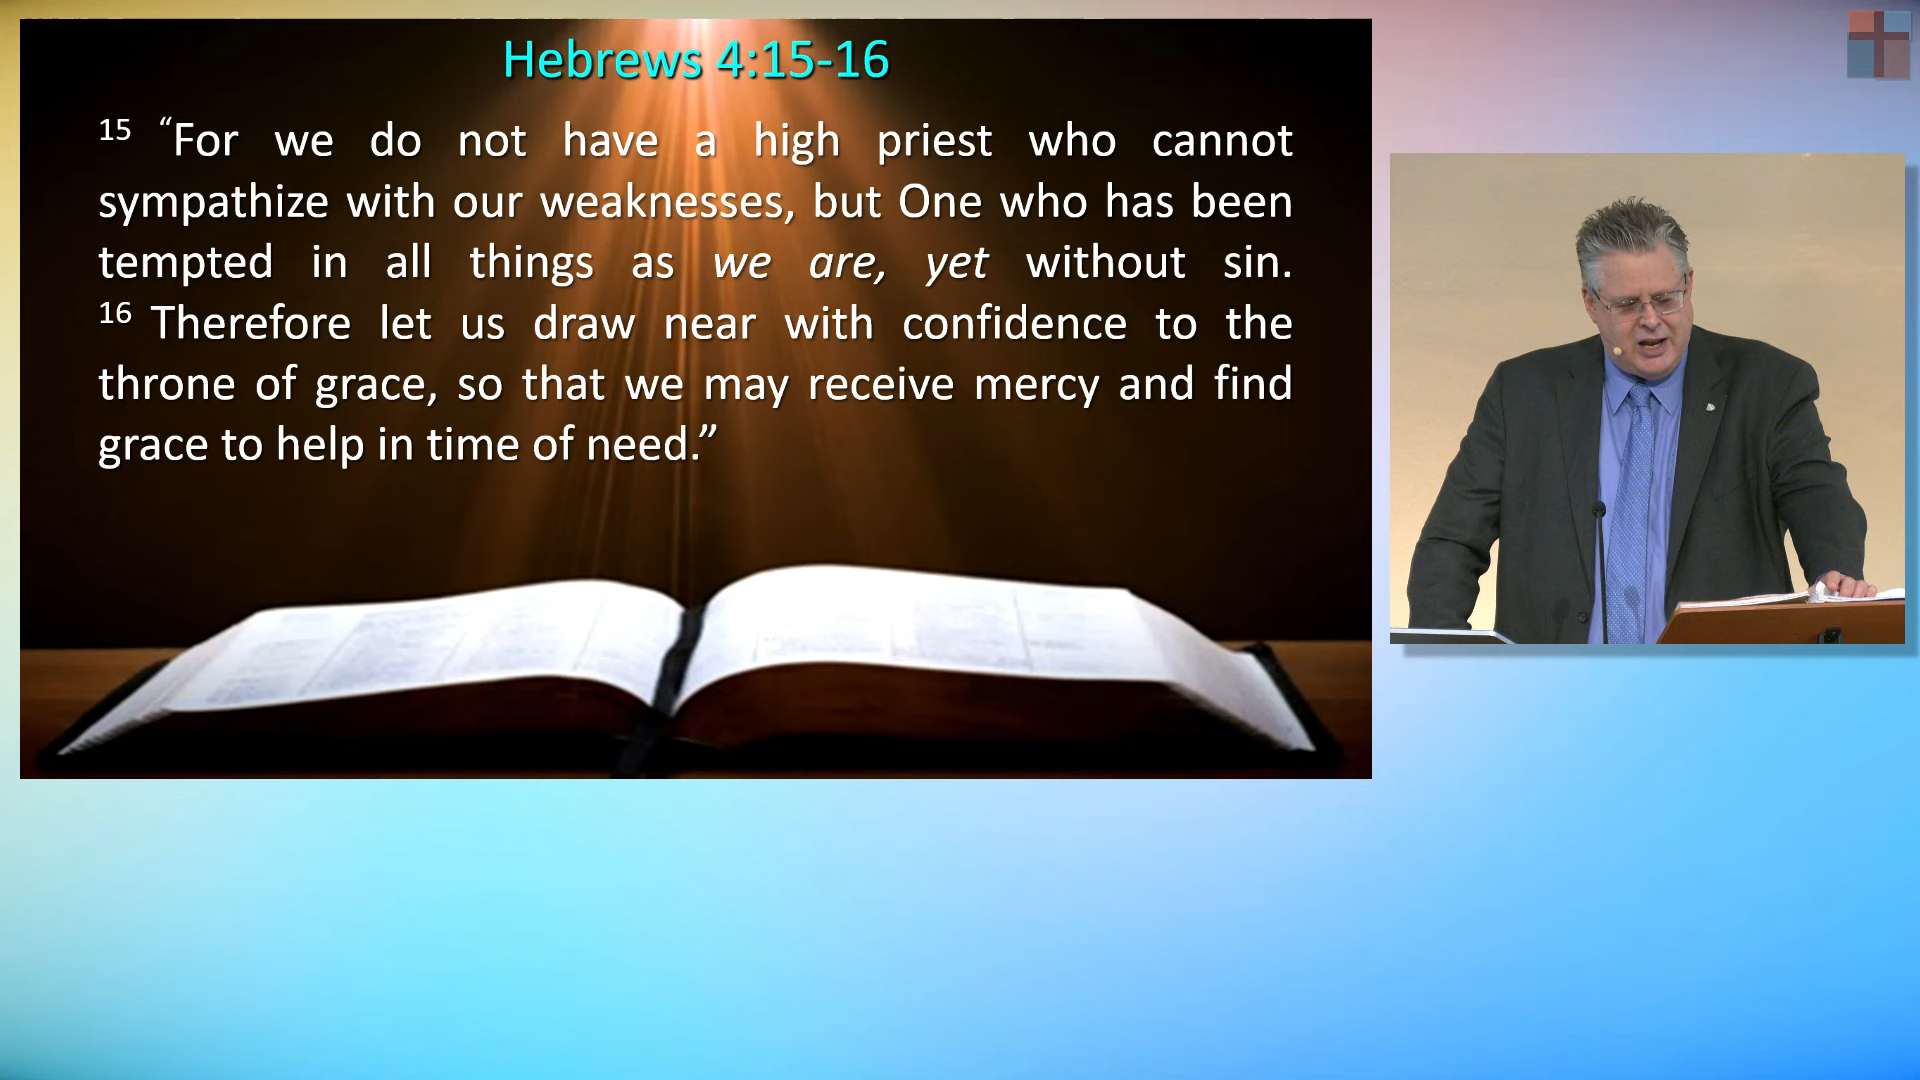 Hebrews 4:15-16
15 “For we do not have a high priest who cannot
sympathize with our weaknesses, but One who has been
tempted in all things as we are, yet without sin.
16 Therefore let us draw near with confidence to the
throne of grace, so that we may receive mercy and find
grace to help in time of need.”